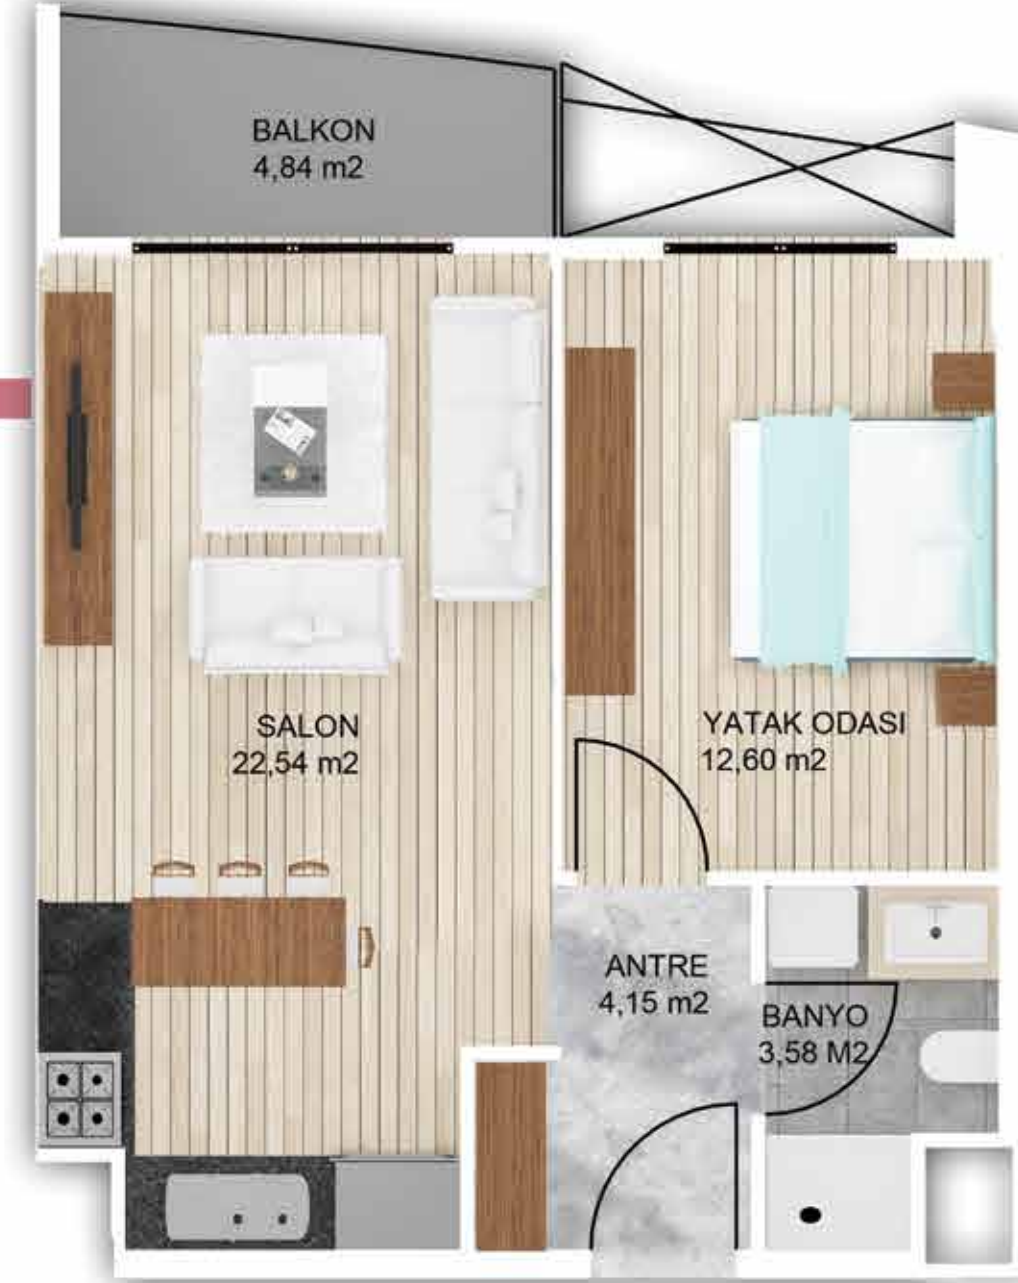 BALKON
4,84 m2
SALON
22,54 m2
YATAK ODASI
12,60 m2
ANTRE
4,15 m2
BANYO
3,58 M2